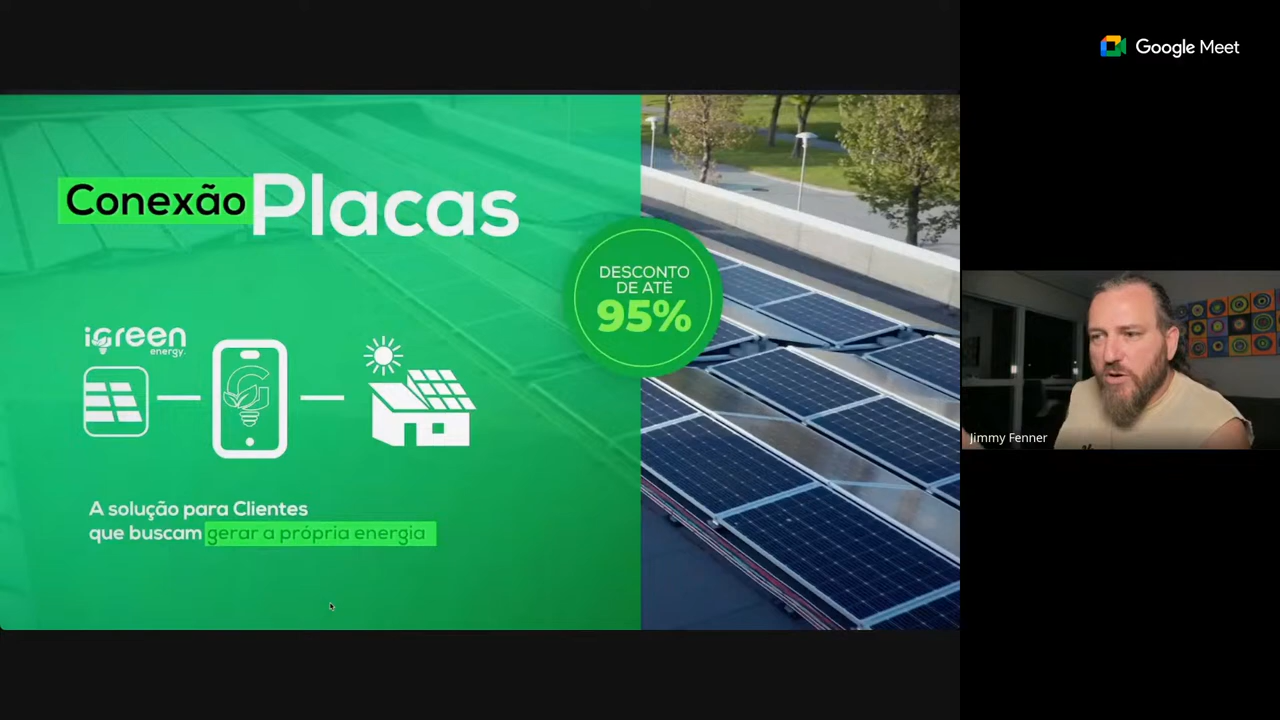 Google Meet
Conexão Placas
DESCONTO
DE ATÉ
95%
iGreen
energy.
A solução para Clientes
que buscam gerar a própria energia
Jimmy Fenner